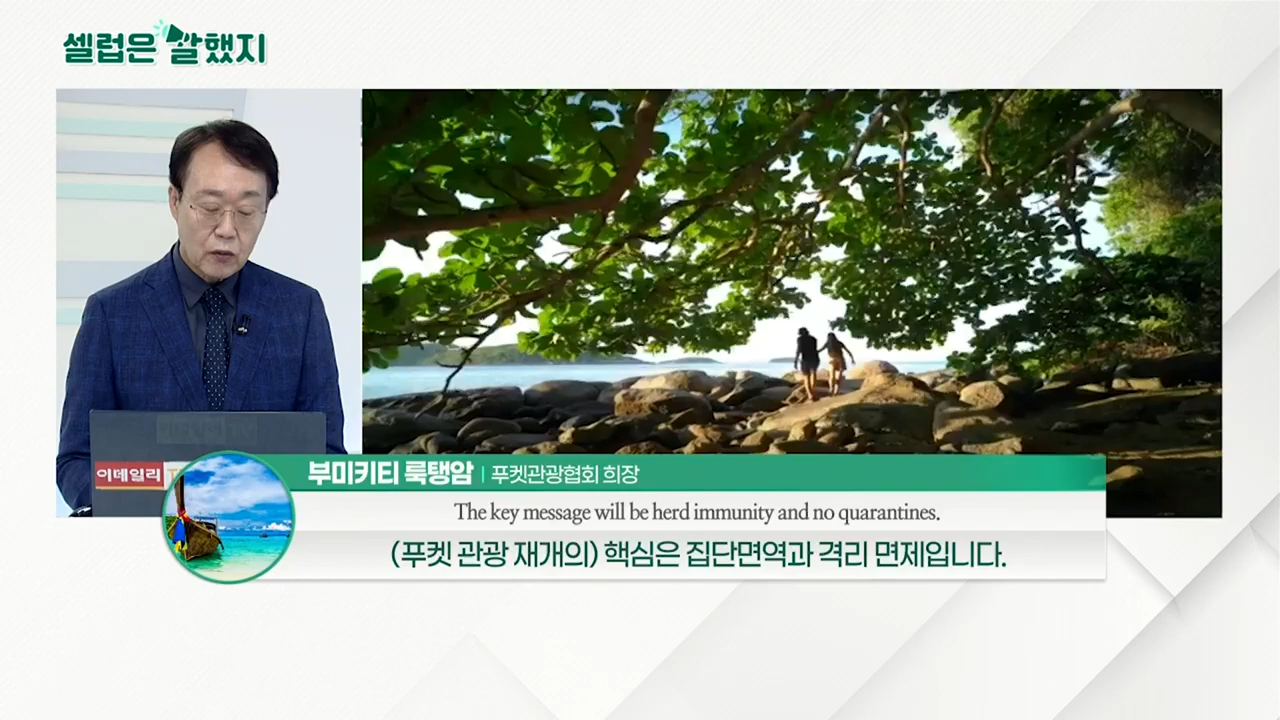 셀럽은 말했지
이데일리 T
부미키티 룩탱암 | 푸켓관광협회 회장
The key message will be herd immunity and no quarantines.
(푸켓 관광 재개의) 핵심은 집단면역과 격리 면제입니다.